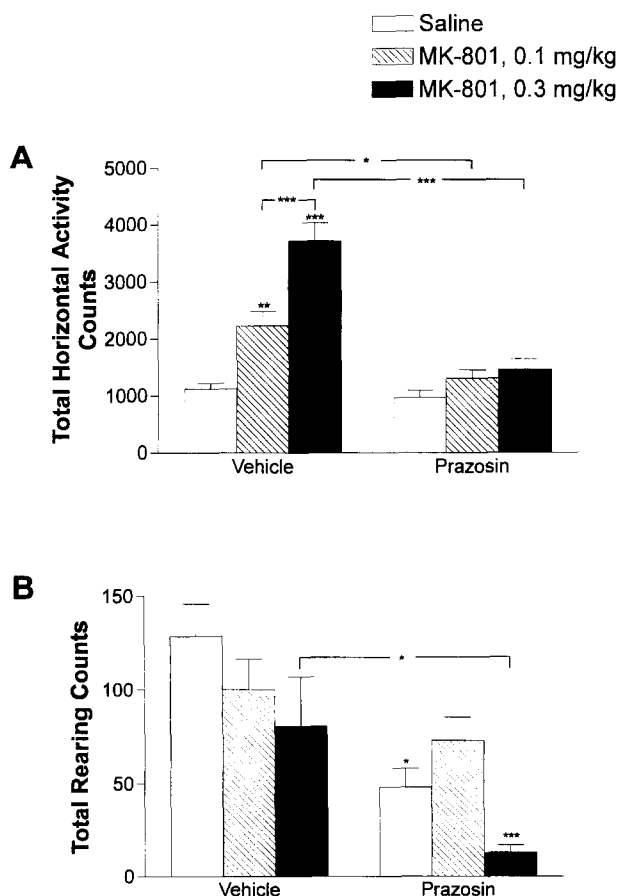 Saline
MK-801, 0.1 mg/kg
MK-801, 0.3 mg/kg
A
Total Horizontal Activity
Counts
5000
4000
3000
2000
1000
0
*
***
***
***
**
Vehicle
Prazosin
B
Total Rearing Counts
150
100
50
0
*
*
***
Vehicle
Prazosin